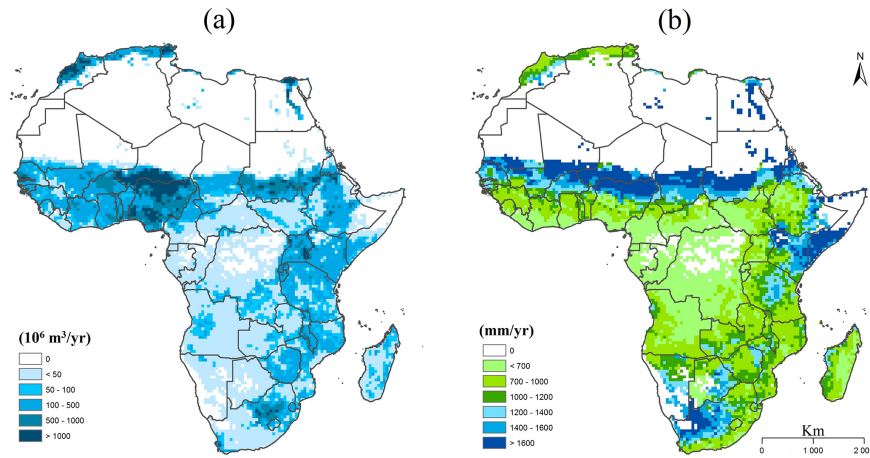 (a)
(b)
N
(10⁶ m³/yr)
0
< 50
50 - 100
100 - 500
500 - 1000
> 1000
(mm/yr)
0
< 700
700 - 1000
1000 - 1200
1200 - 1400
1400 - 1600
> 1600
Km
0 1 000 2 00